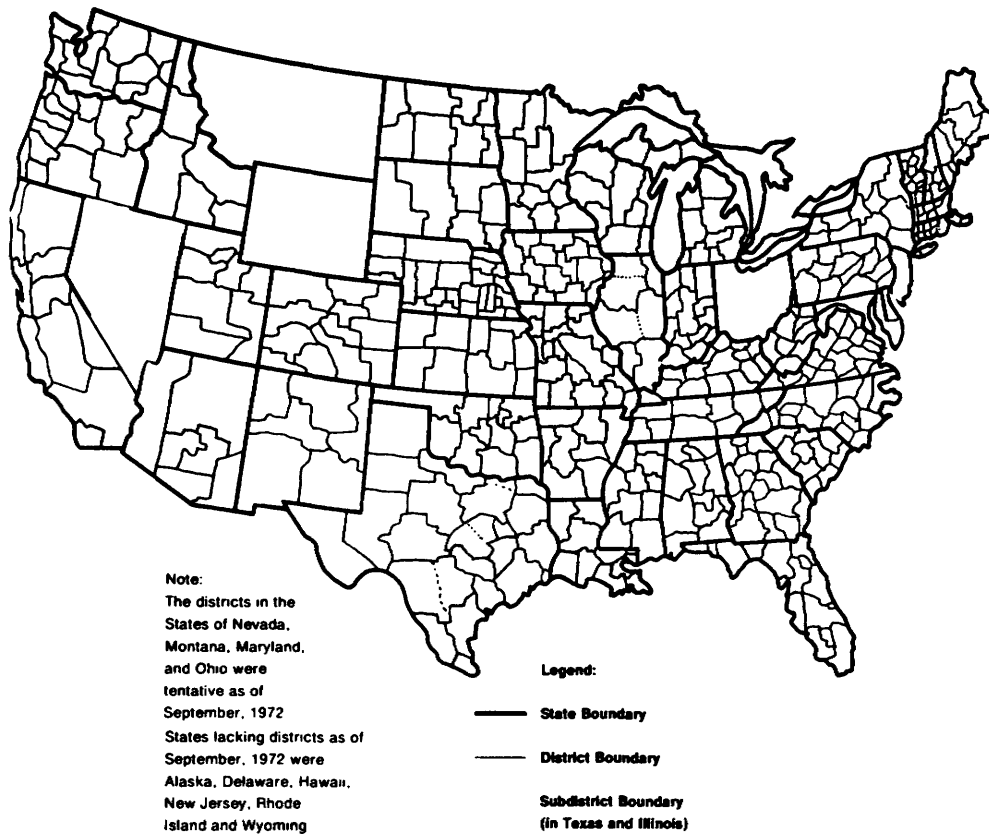 Note:
The districts in the
States of Nevada,
Montana, Maryland,
and Ohio were
tentative as of
September, 1972
States lacking districts as of
September, 1972 were
Alaska, Delaware, Hawaii,
New Jersey, Rhode
Island and Wyoming
Legend:
State Boundary
District Boundary
Subdistrict Boundary
(in Texas and Illinois)